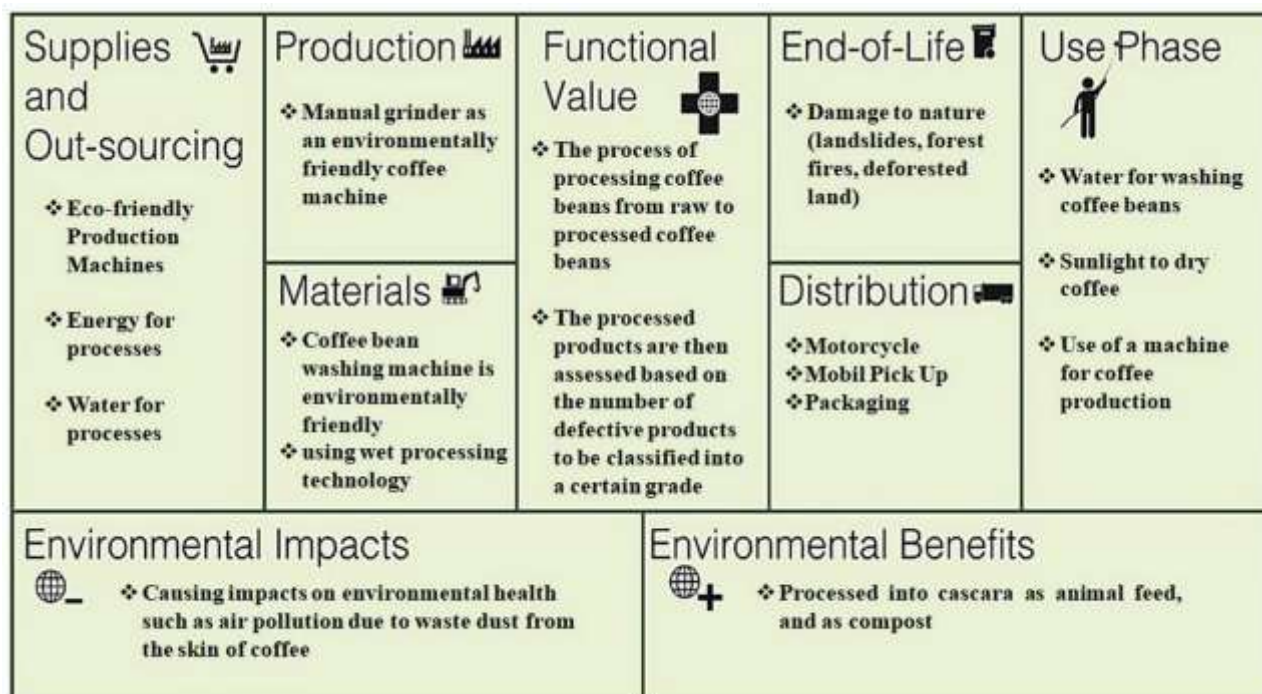 Supplies
and
Out-sourcing
❖ Eco-friendly
Production
Machines
❖ Energy for
processes
❖ Water for
processes
Production
❖ Manual grinder as
an environmentally
friendly coffee
machine
Materials
❖ Coffee bean
washing machine is
environmentally
friendly
❖ using wet processing
technology
Functional
Value
❖ The process of
processing coffee
beans from raw to
processed coffee
beans
❖ The processed
products are then
assessed based on
the number of
defective products
to be classified into
a certain grade
End-of-Life
❖ Damage to nature
(landslides, forest
fires, deforested
land)
Distribution
❖ Motorcycle
❖ Mobil Pick Up
❖ Packaging
Use Phase
❖ Water for washing
coffee beans
❖ Sunlight to dry
coffee
❖ Use of a machine
for coffee
production
Environmental Impacts
❖ Causing impacts on environmental health
such as air pollution due to waste dust from
the skin of coffee
Environmental Benefits
❖ Processed into cascara as animal feed,
and as compost